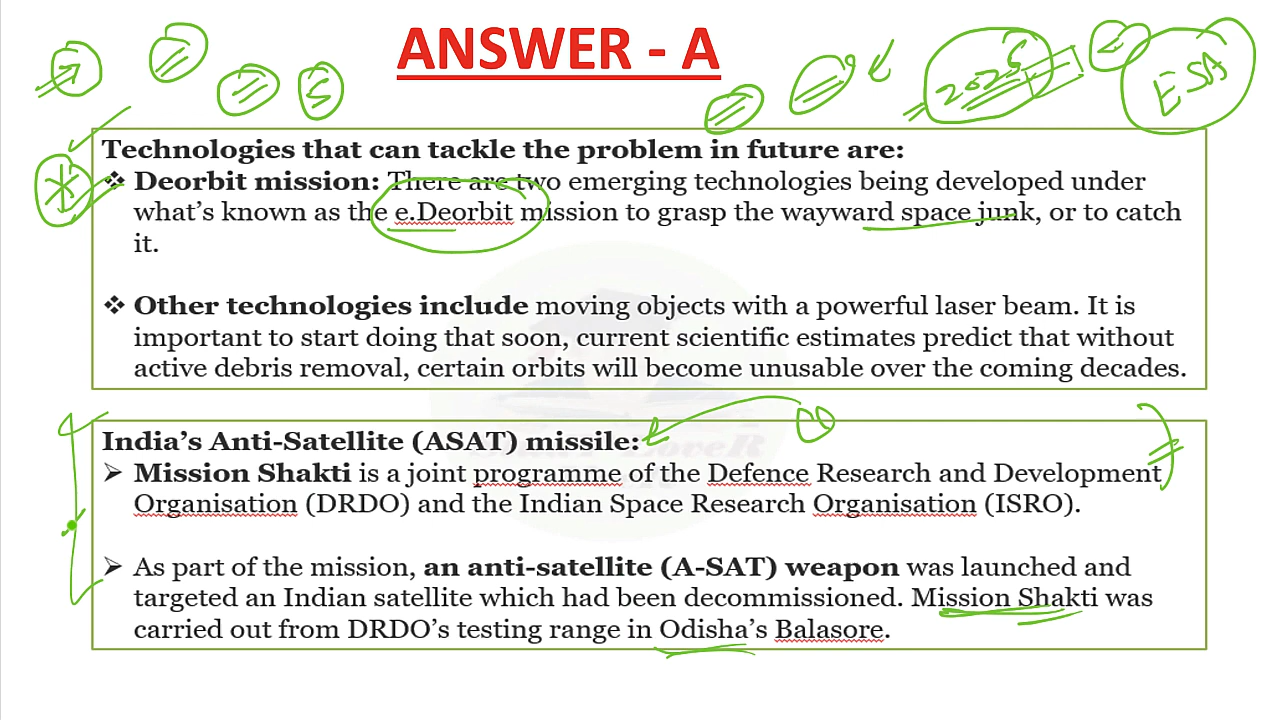 ANSWER - A
2025
ESA
Technologies that can tackle the problem in future are:
❖ Deorbit mission: There are two emerging technologies being developed under
what's known as the e.Deorbit mission to grasp the wayward space junk, or to catch
it.
❖ Other technologies include moving objects with a powerful laser beam. It is
important to start doing that soon, current scientific estimates predict that without
active debris removal, certain orbits will become unusable over the coming decades.
India's Anti-Satellite (ASAT) missile:
➢ Mission Shakti is a joint programme of the Defence Research and Development
Organisation (DRDO) and the Indian Space Research Organisation (ISRO).
➢ As part of the mission, an anti-satellite (A-SAT) weapon was launched and
targeted an Indian satellite which had been decommissioned. Mission Shakti was
carried out from DRDO's testing range in Odisha's Balasore.